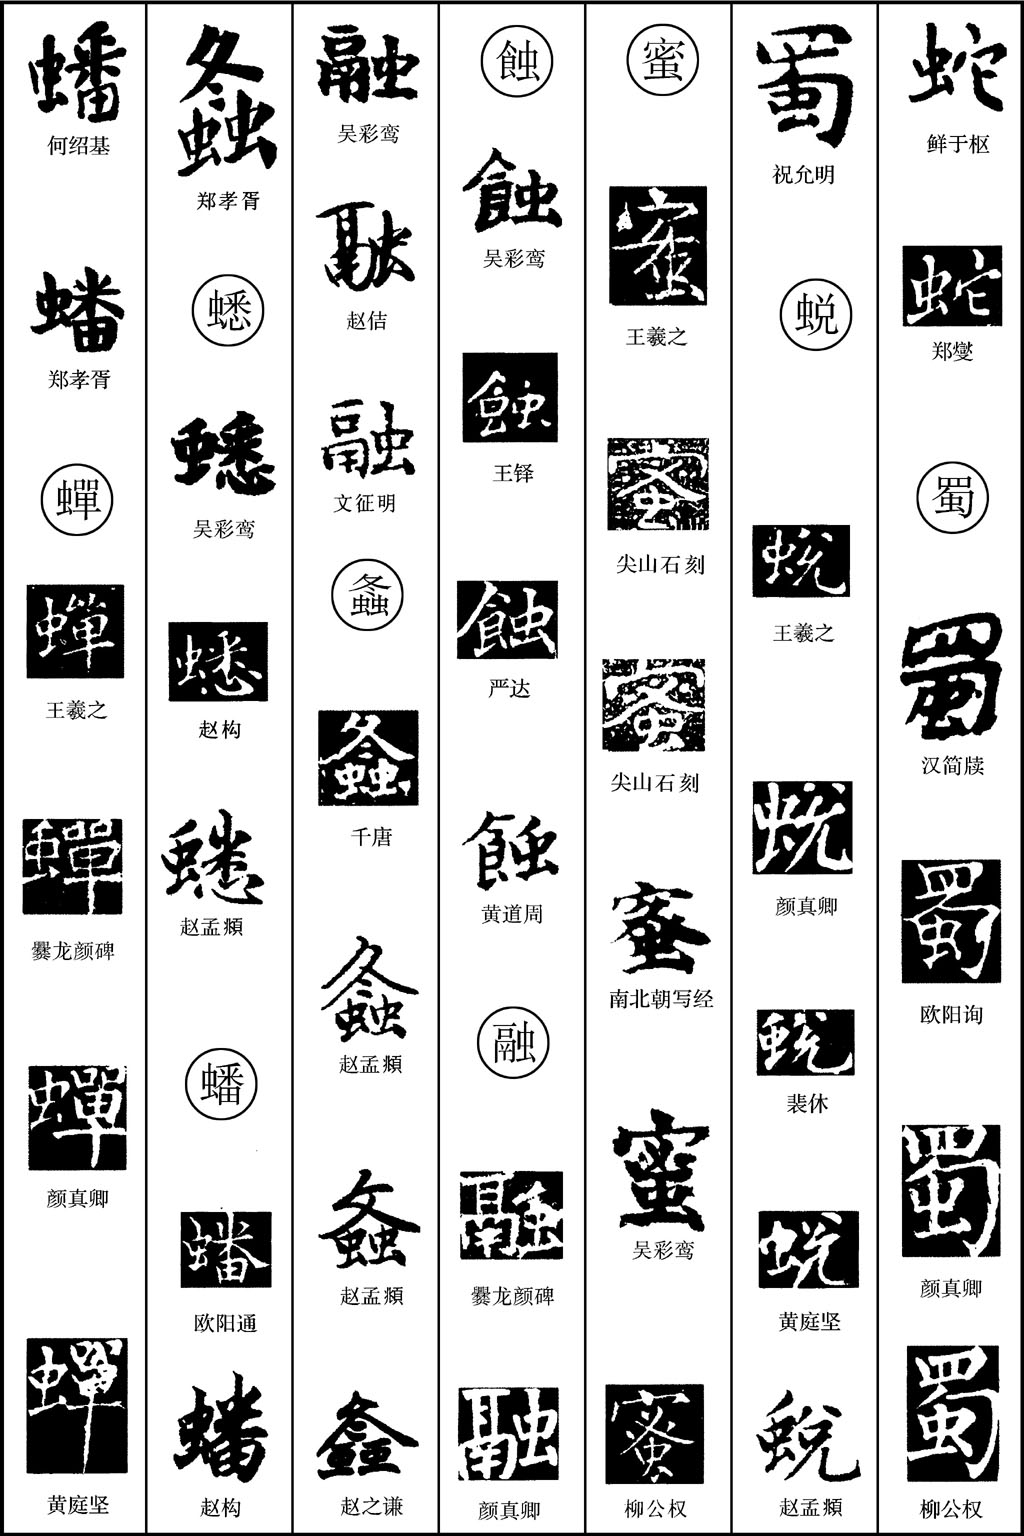 蛇
鲜于枢
蛇
郑燮
蜀
蜀
汉简牍
蜀
欧阳询
蜀
颜真卿
蜀
柳公权
蜀
祝允明
蜕
蜕
王羲之
蜕
颜真卿
蜕
裴休
蜕
黄庭坚
蜕
赵孟頫
蜜
蜜
王羲之
蜜
尖山石刻
蜜
尖山石刻
蜜
南北朝写经
蜜
吴彩鸾
蜜
柳公权
蝕
蝕
吴彩鸾
蝕
王铎
蝕
严达
蝕
黄道周
融
融
爨龙颜碑
融
颜真卿
融
吴彩鸾
融
赵佶
融
文征明
螽
螽
千唐
螽
赵孟頫
螽
赵孟頫
螽
赵之谦
螽
郑孝胥
蟋
蟋
吴彩鸾
蟋
赵构
蟋
赵孟頫
蟠
蟠
欧阳通
蟠
赵构
蟠
何绍基
蟠
郑孝胥
蟬
蟬
王羲之
蟬
爨龙颜碑
蟬
颜真卿
蟬
黄庭坚